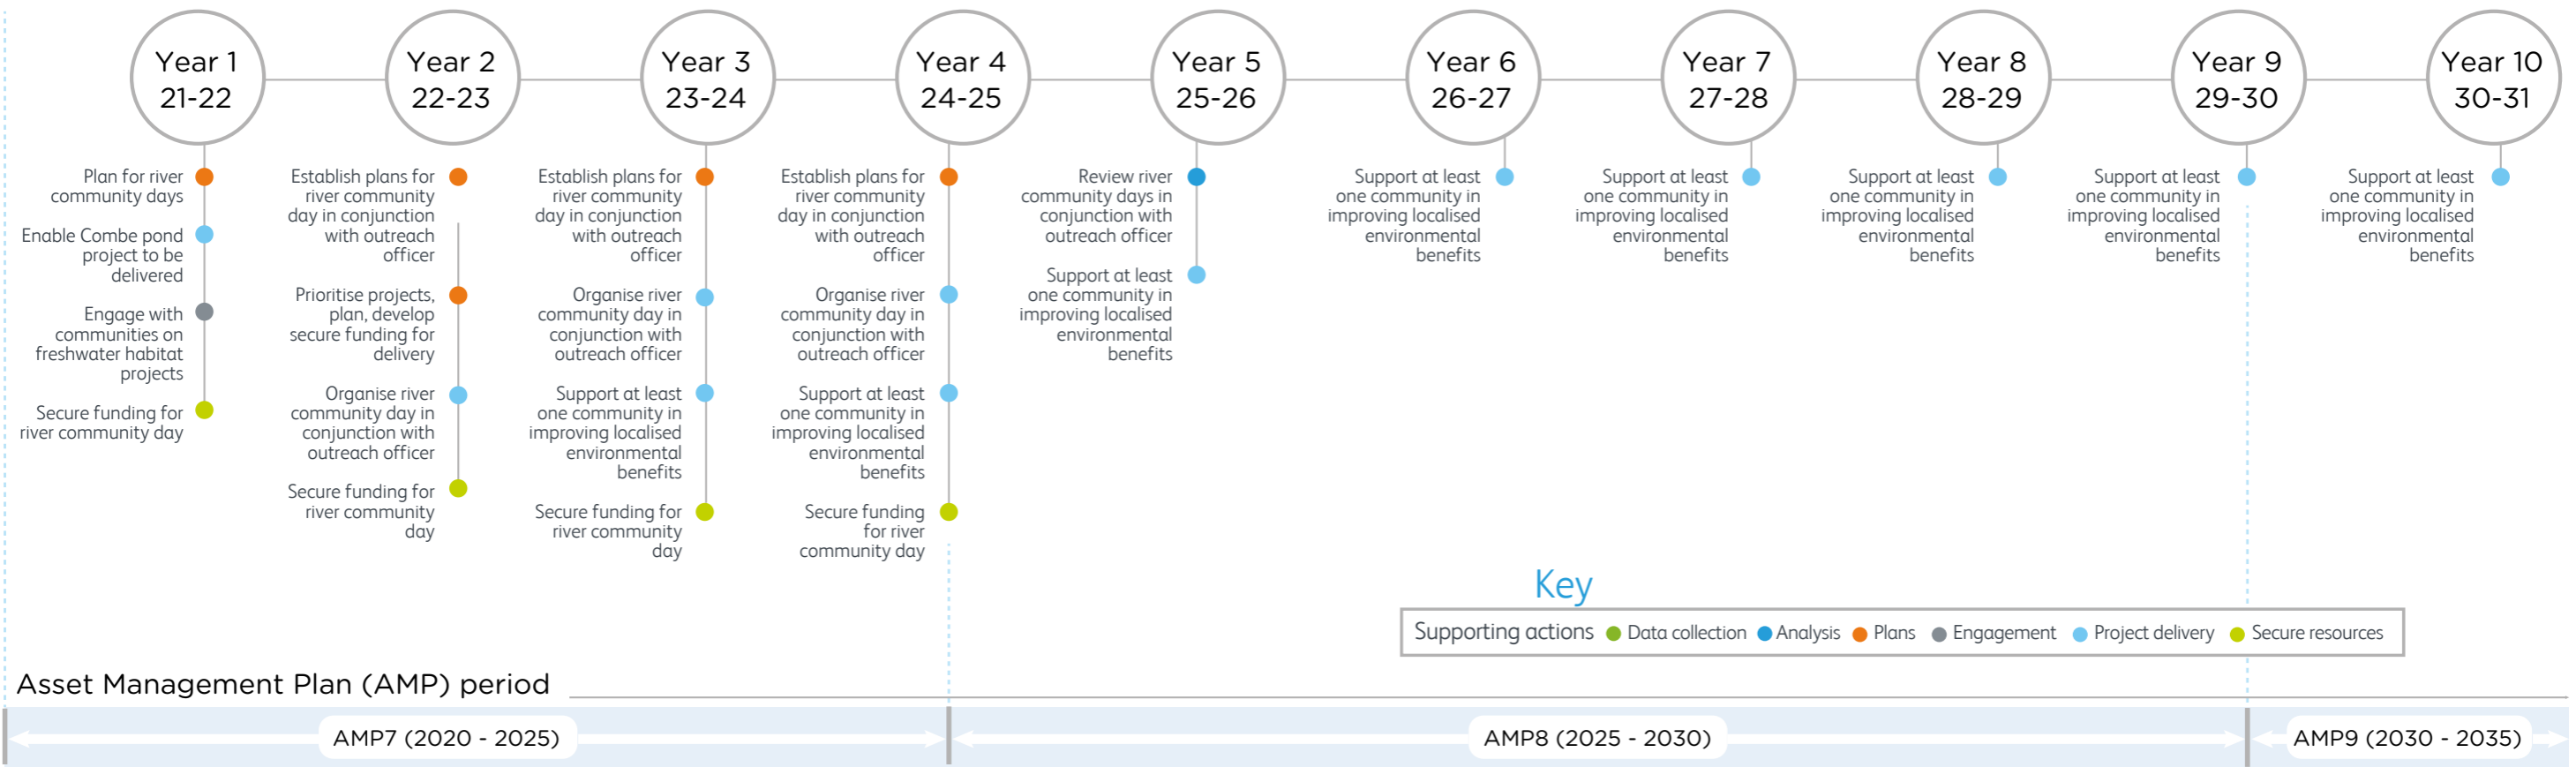 Year 1
21-22
Year 2
22-23
Year 3
23-24
Year 4
24-25
Year 5
25-26
Year 6
26-27
Year 7
27-28
Year 8
28-29
Year 9
29-30
Year 10
30-31
Plan for river
community days
Enable Combe pond
project to be
delivered
Engage with
communities on
freshwater habitat
projects
Secure funding for
river community day
Establish plans for
river community
day in conjunction
with outreach
officer
Prioritise projects,
plan, develop
secure funding for
delivery
Organise river
community day in
conjunction with
outreach officer
Secure funding for
river community
day
Establish plans for
river community
day in conjunction
with outreach
officer
Organise river
community day in
conjunction with
outreach officer
Support at least
one community in
improving localised
environmental
benefits
Secure funding for
river community
day
Establish plans for
river community
day in conjunction
with outreach
officer
Organise river
community day in
conjunction with
outreach officer
Support at least
one community in
improving localised
environmental
benefits
Secure funding
for river
community day
Review river
community days in
conjunction with
outreach officer
Support at least
one community in
improving localised
environmental
benefits
Support at least
one community in
improving localised
environmental
benefits
Support at least
one community in
improving localised
environmental
benefits
Support at least
one community in
improving localised
environmental
benefits
Support at least
one community in
improving localised
environmental
benefits
Support at least
one community in
improving localised
environmental
benefits
Key
Supporting actions Data collection Analysis Plans Engagement Project delivery Secure resources
Asset Management Plan (AMP) period
AMP7 (2020 - 2025)
AMP8 (2025 - 2030)
AMP9 (2030 - 2035)